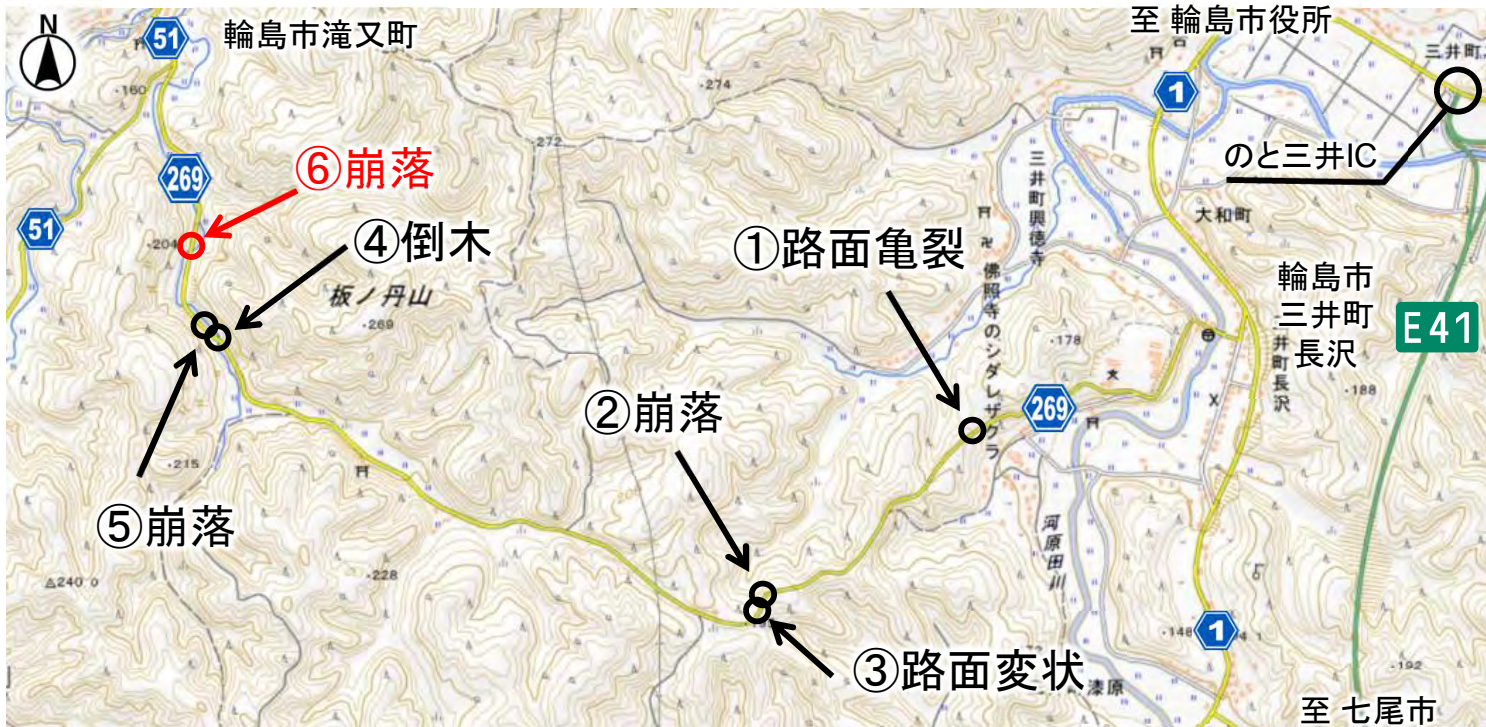 N
51
輪島市滝又町
至 輪島市役所
三井町
・160
・274
1
・272
のと三井IC
269
⑥崩落
三井町興徳寺
大和町
51
・204
④倒木
①路面亀裂
輪島市
三井町
長沢
板ノ丹山
・269
佛照寺のシダレザクラ
・178
三井町長沢
E41
・188
②崩落
269
・215
⑤崩落
河原田川
△240.0
・228
・148
1
③路面変状
漆原
・192
至 七尾市